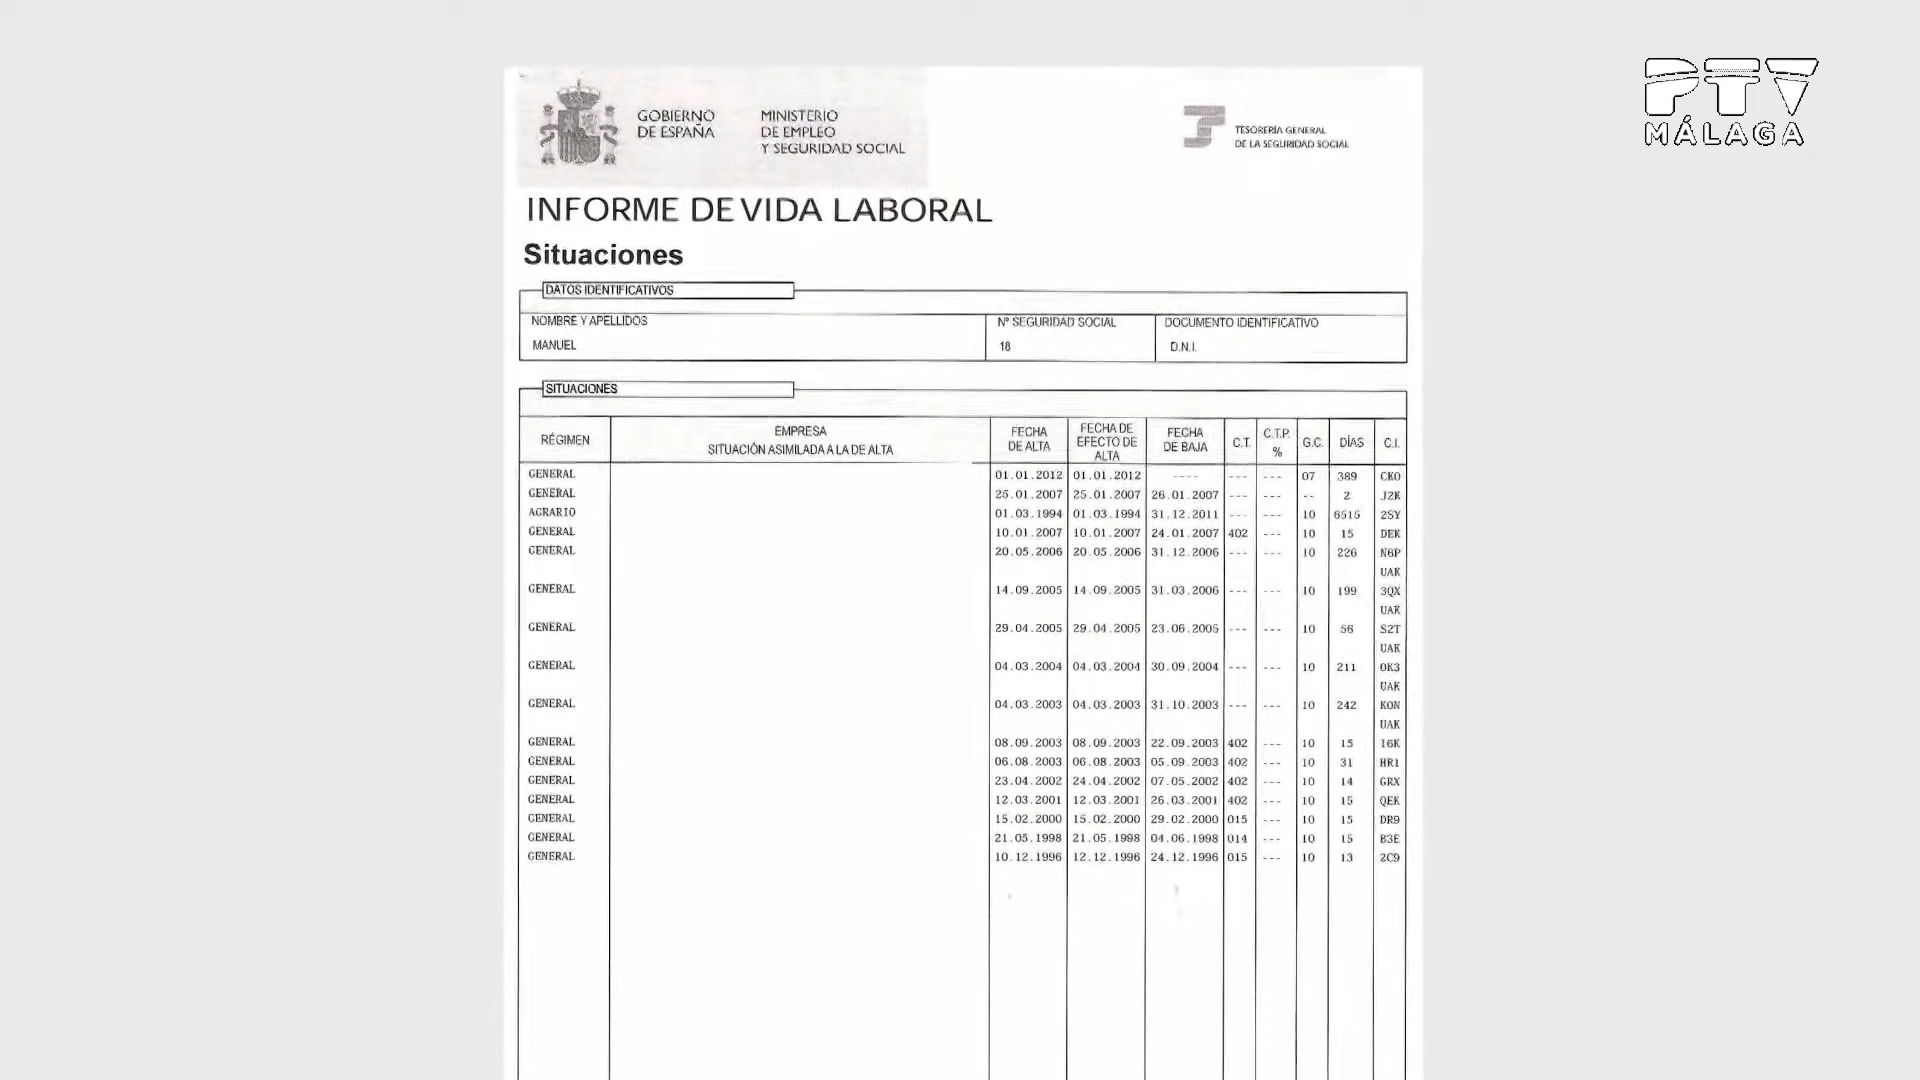 PTV
MÁLAGA
GOBIERNO
DE ESPAÑA
MINISTERIO
DE EMPLEO
Y SEGURIDAD SOCIAL
TESORERÍA GENERAL
DE LA SEGURIDAD SOCIAL
INFORME DE VIDA LABORAL
Situaciones
DATOS IDENTIFICATIVOS
NOMBRE Y APELLIDOS Nº SEGURIDAD SOCIAL DOCUMENTO IDENTIFICATIVO
MANUEL 18 D.N.I.
SITUACIONES
RÉGIMEN
EMPRESA
SITUACIÓN ASIMILADA A LA DE ALTA
FECHA
DE ALTA
FECHA DE
EFECTO DE
ALTA
FECHA
DE BAJA
C.T.
C.T.P.
%
G.C.
DÍAS
C.I.
GENERAL 01.01.2012 01.01.2012 ---- --- --- 07 389 CKO
GENERAL 25.01.2007 25.01.2007 26.01.2007 --- --- -- 2 J2K
AGRARIO 01.03.1994 01.03.1994 31.12.2011 --- --- 10 6515 2SY
GENERAL 10.01.2007 10.01.2007 24.01.2007 402 --- 10 15 DEK
GENERAL 20.05.2006 20.05.2006 31.12.2006 --- --- 10 226 N6P
UAK
GENERAL 14.09.2005 14.09.2005 31.03.2006 --- --- 10 199 3QX
UAK
GENERAL 29.04.2005 29.04.2005 23.06.2005 --- --- 10 56 S2T
UAK
GENERAL 04.03.2004 04.03.2004 30.09.2004 --- --- 10 211 OK3
UAK
GENERAL 04.03.2003 04.03.2003 31.10.2003 --- --- 10 242 KON
UAK
GENERAL 08.09.2003 08.09.2003 22.09.2003 402 --- 10 15 16K
GENERAL 06.08.2003 06.08.2003 05.09.2003 402 --- 10 31 HR1
GENERAL 23.04.2002 24.04.2002 07.05.2002 402 --- 10 14 GRX
GENERAL 12.03.2001 12.03.2001 26.03.2001 402 --- 10 15 QEK
GENERAL 15.02.2000 15.02.2000 29.02.2000 015 --- 10 15 DR9
GENERAL 21.05.1998 21.05.1998 04.06.1998 014 --- 10 15 B3E
GENERAL 10.12.1996 12.12.1996 24.12.1996 015 --- 10 13 2C9